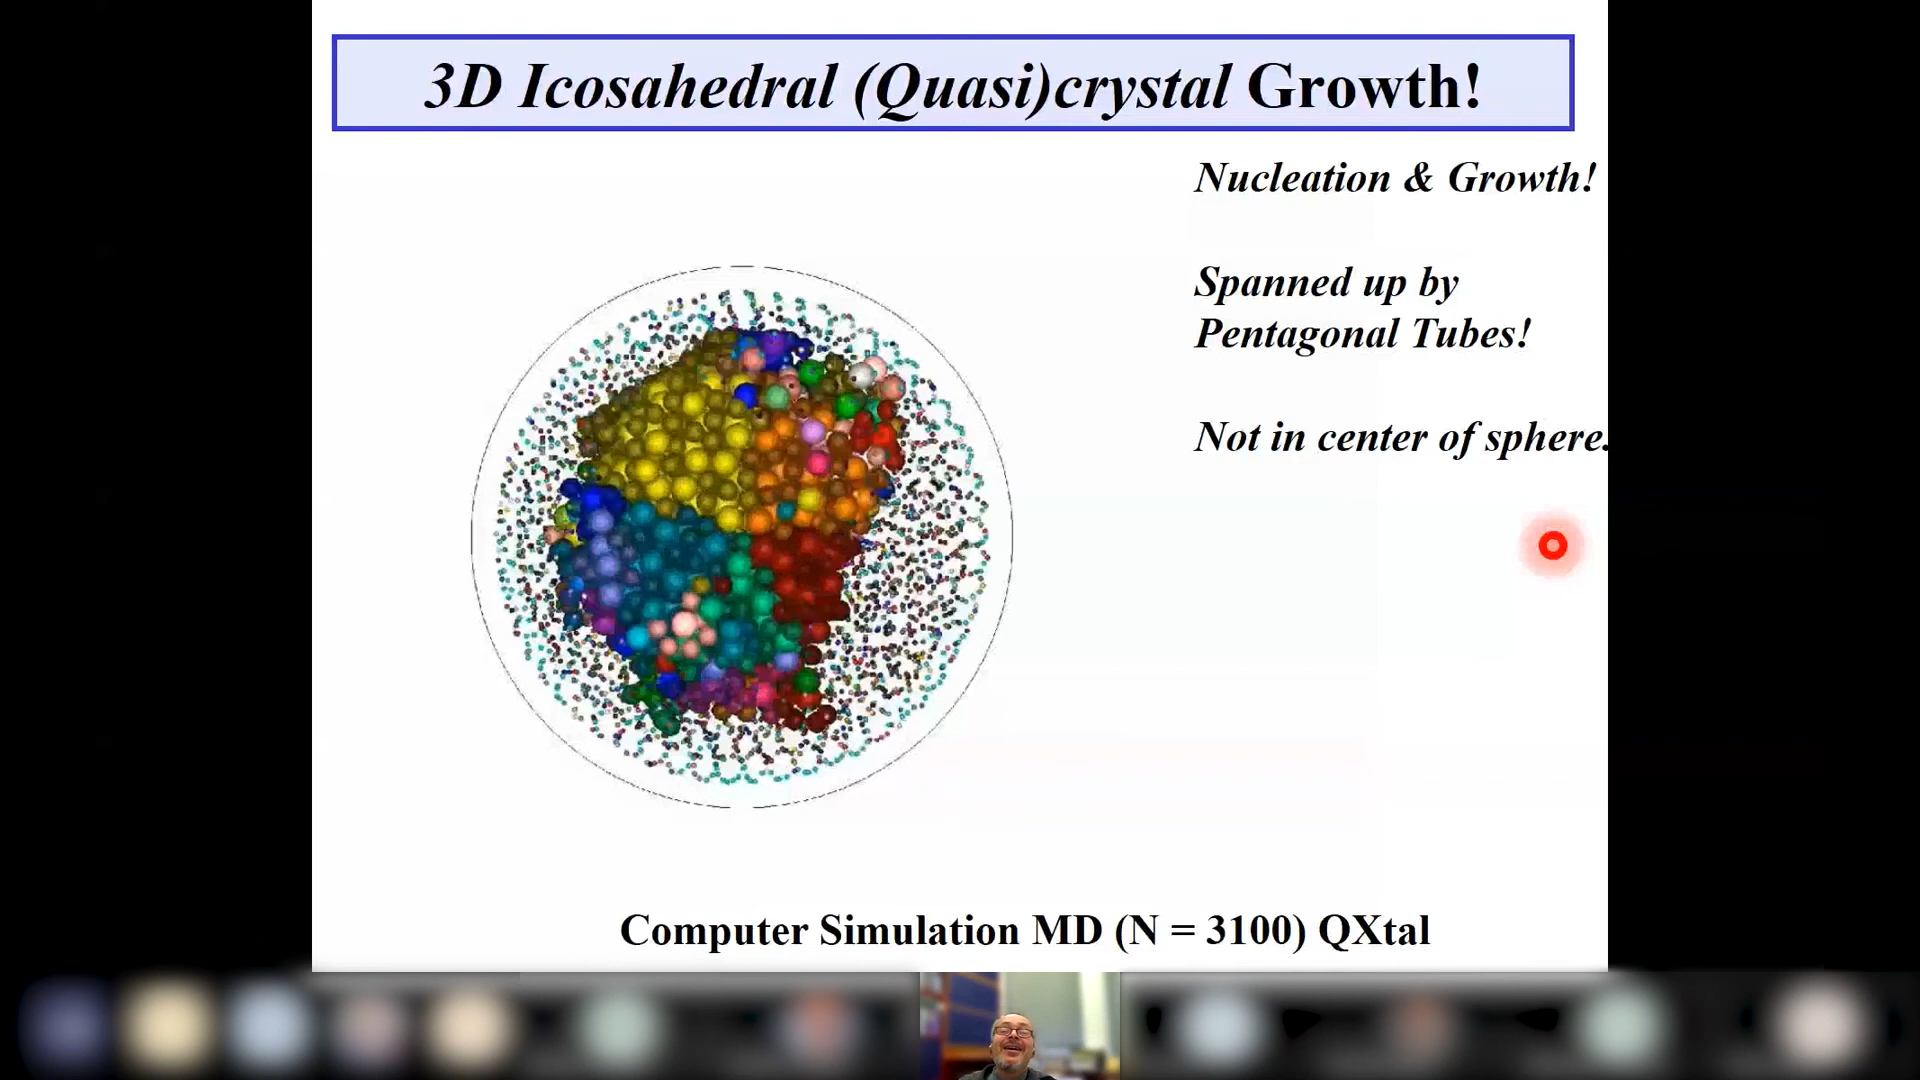 3D Icosahedral (Quasi)crystal Growth!
Nucleation & Growth!
Spanned up by
Pentagonal Tubes!
Not in center of sphere.
Computer Simulation MD (N = 3100) QXtal